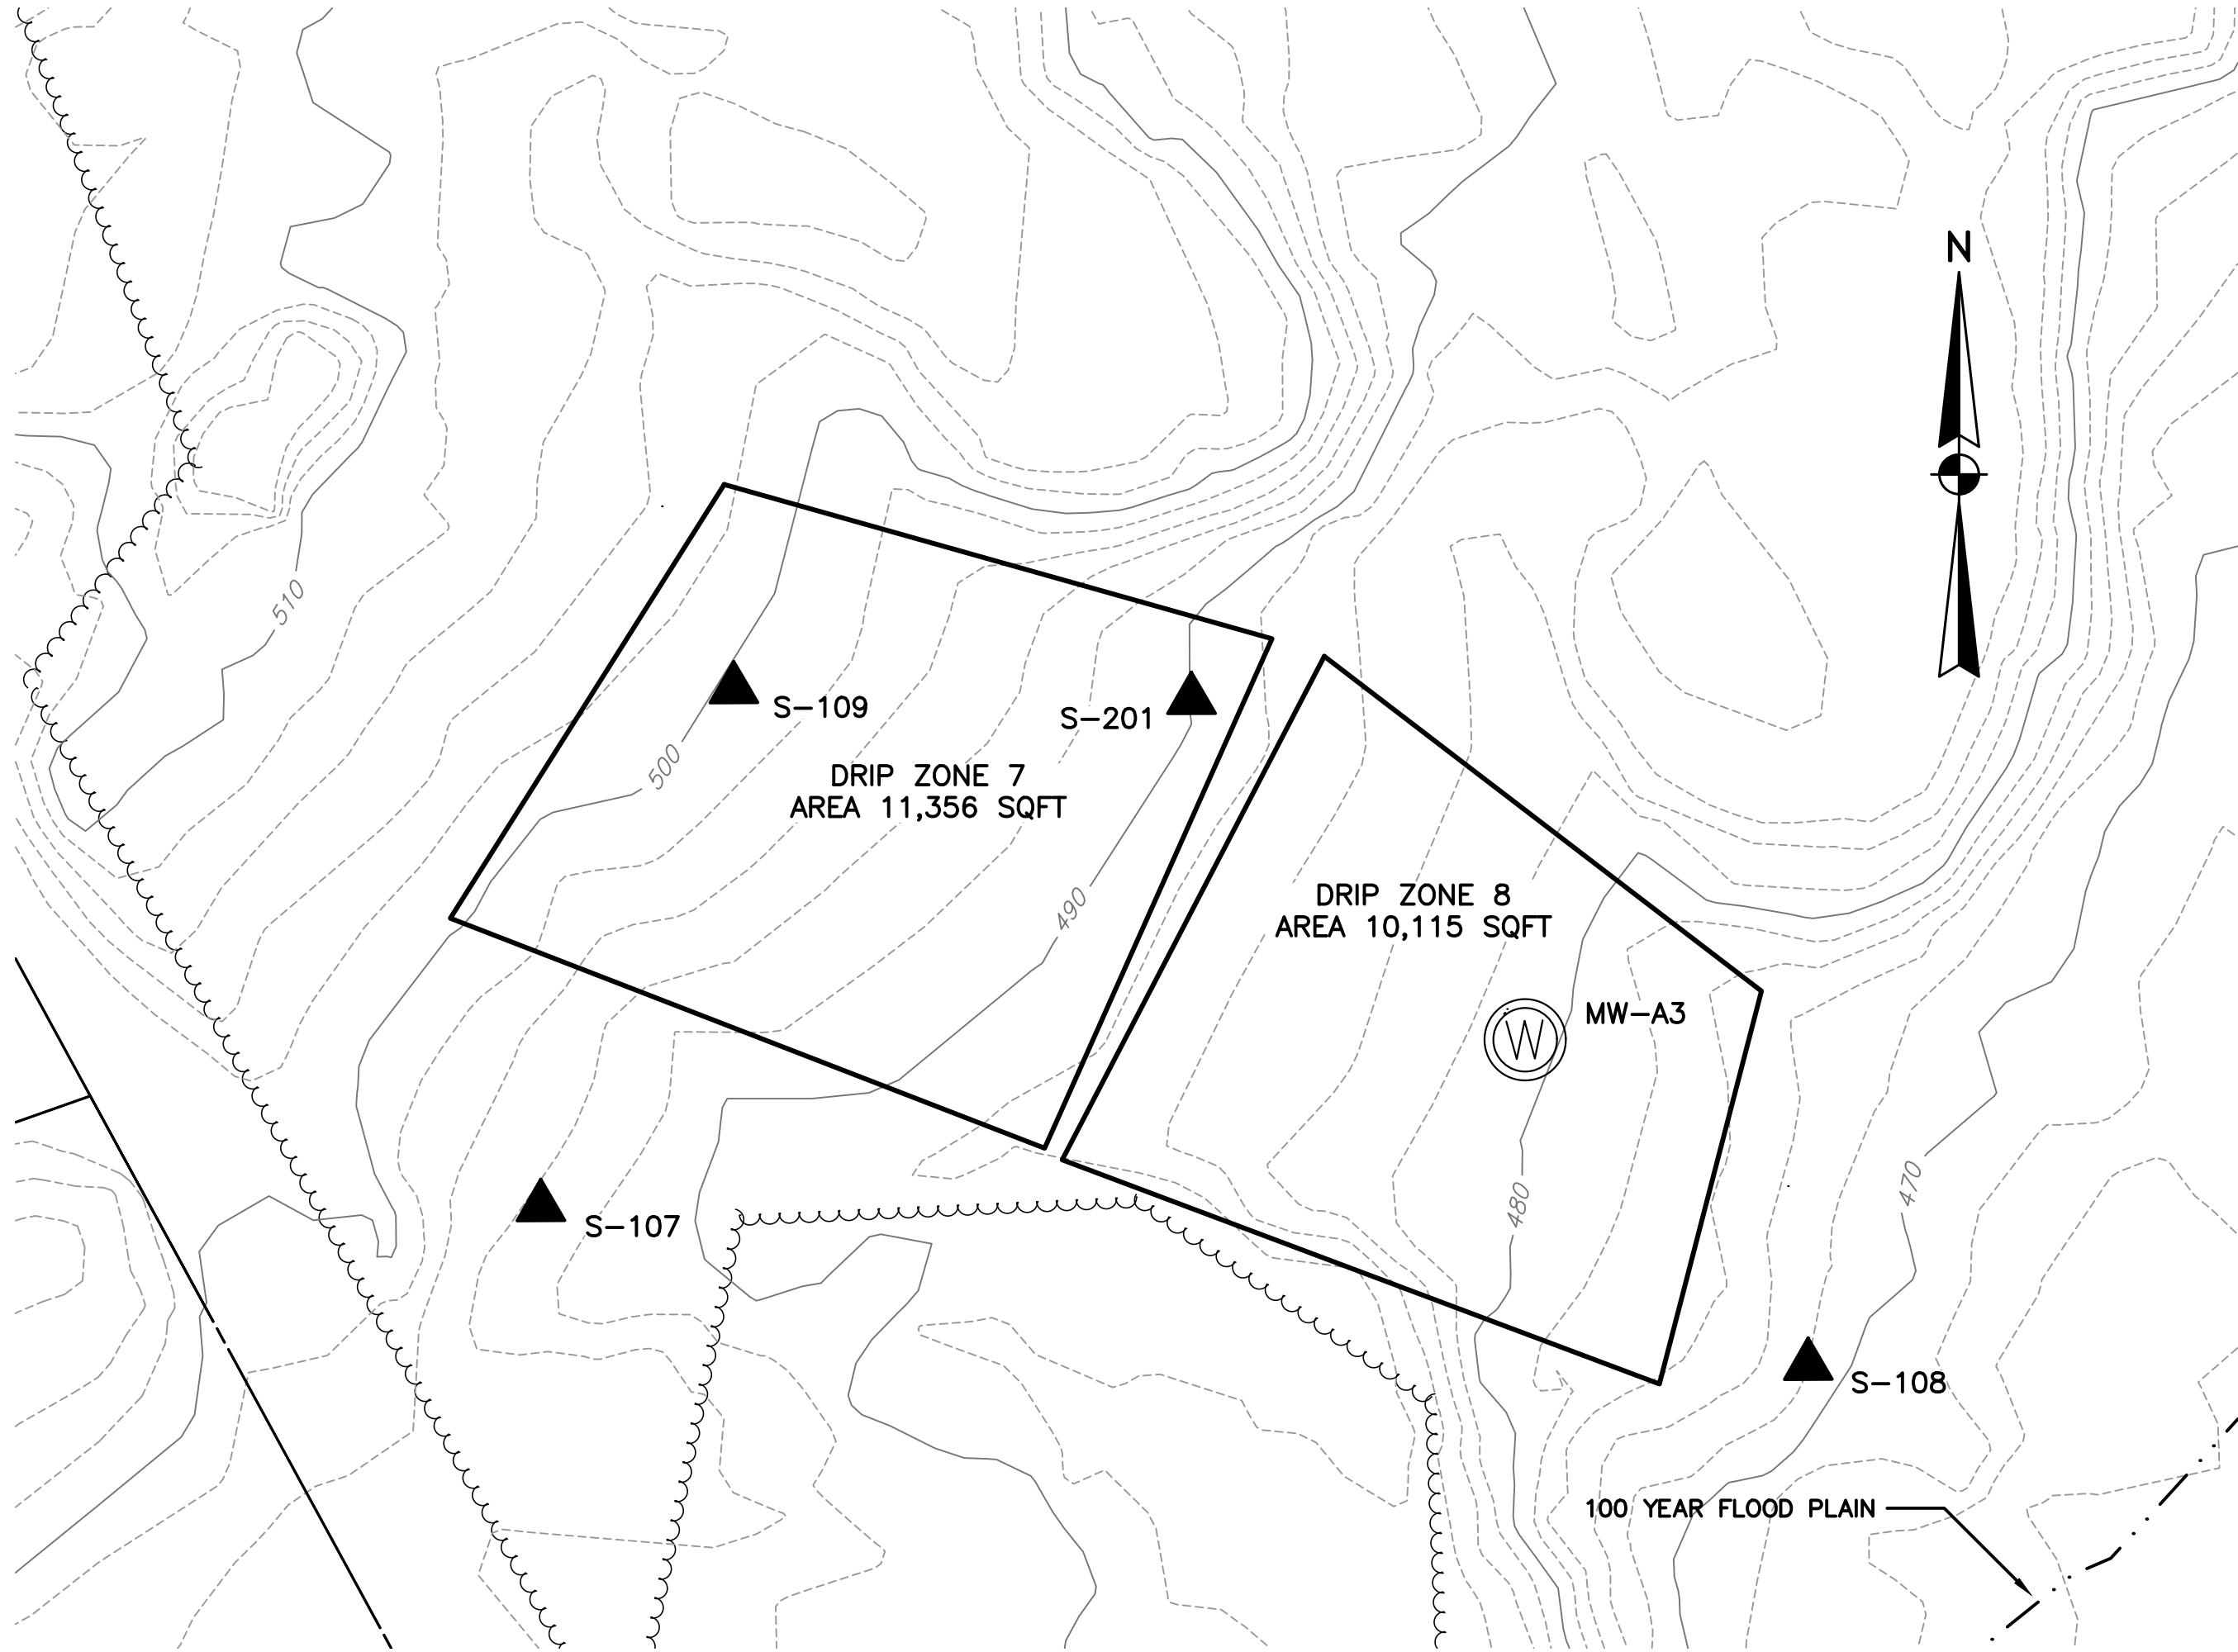 N
510
S-109
S-201
500
DRIP ZONE 7
AREA 11,356 SQFT
490
DRIP ZONE 8
AREA 10,115 SQFT
MW-A3
W
470
480
S-107
S-108
100 YEAR FLOOD PLAIN